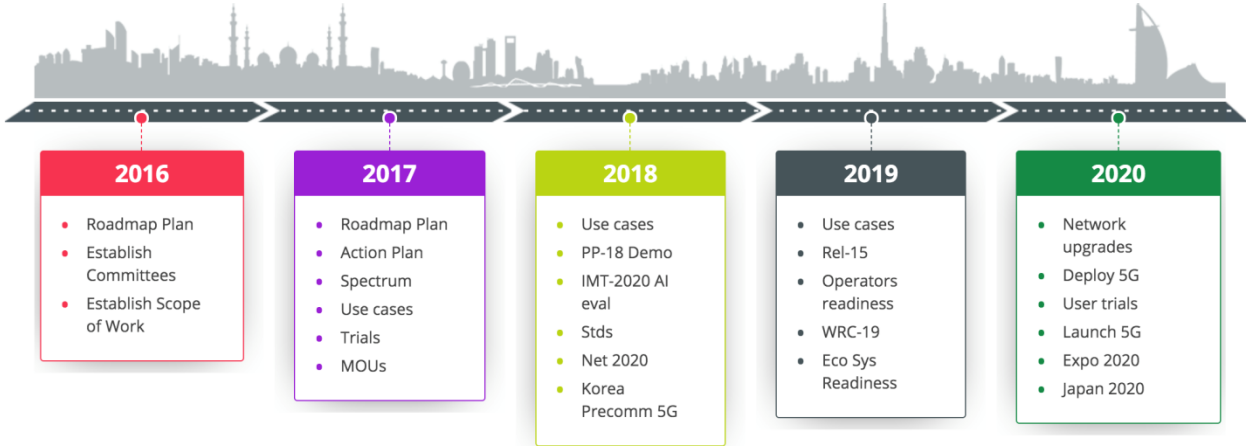 2016
Roadmap Plan
Establish
Committees
Establish Scope
of Work
2017
Roadmap Plan
Action Plan
Spectrum
Use cases
Trials
MOUs
2018
Use cases
PP-18 Demo
IMT-2020 AI
eval
Stds
Net 2020
Korea
Precomm 5G
2019
Use cases
Rel-15
Operators
readiness
WRC-19
Eco Sys
Readiness
2020
Network
upgrades
Deploy 5G
User trials
Launch 5G
Expo 2020
Japan 2020